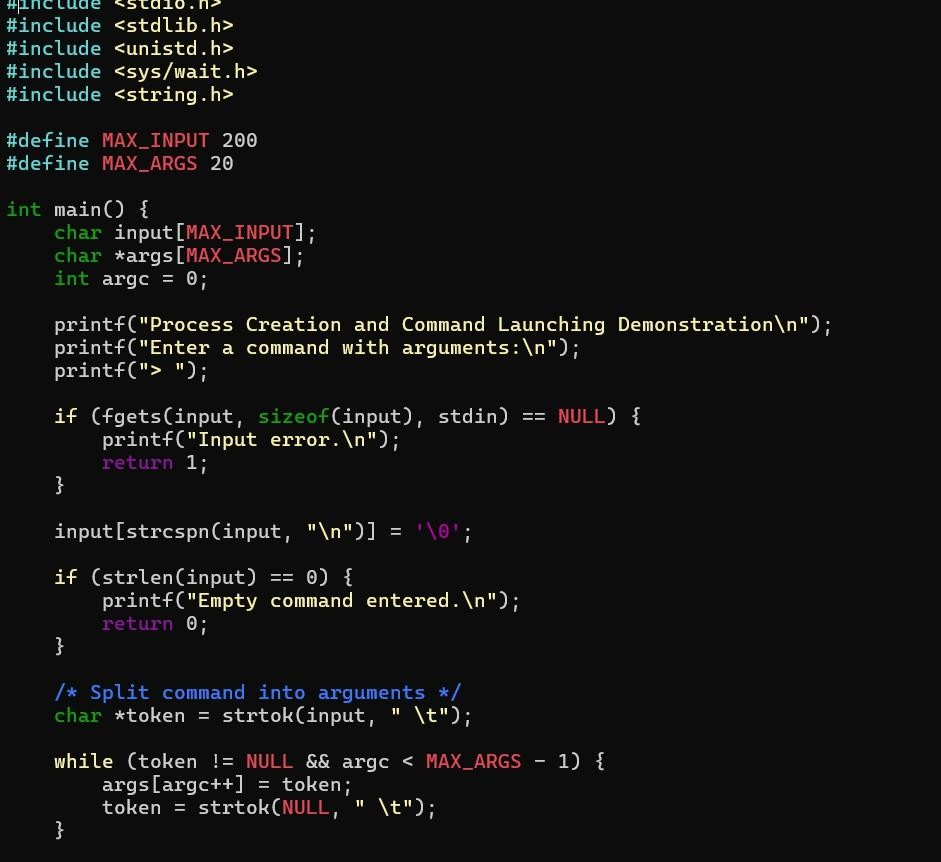 #include <stdio.h>
#include <stdlib.h>
#include <unistd.h>
#include <sys/wait.h>
#include <string.h>

#define MAX_INPUT 200
#define MAX_ARGS 20

int main() {
    char input[MAX_INPUT];
    char *args[MAX_ARGS];
    int argc = 0;

    printf("Process Creation and Command Launching Demonstration\n");
    printf("Enter a command with arguments:\n");
    printf("> ");

    if (fgets(input, sizeof(input), stdin) == NULL) {
        printf("Input error.\n");
        return 1;
    }

    input[strcspn(input, "\n")] = '\0';

    if (strlen(input) == 0) {
        printf("Empty command entered.\n");
        return 0;
    }

    /* Split command into arguments */
    char *token = strtok(input, " \t");

    while (token != NULL && argc < MAX_ARGS - 1) {
        args[argc++] = token;
        token = strtok(NULL, " \t");
    }